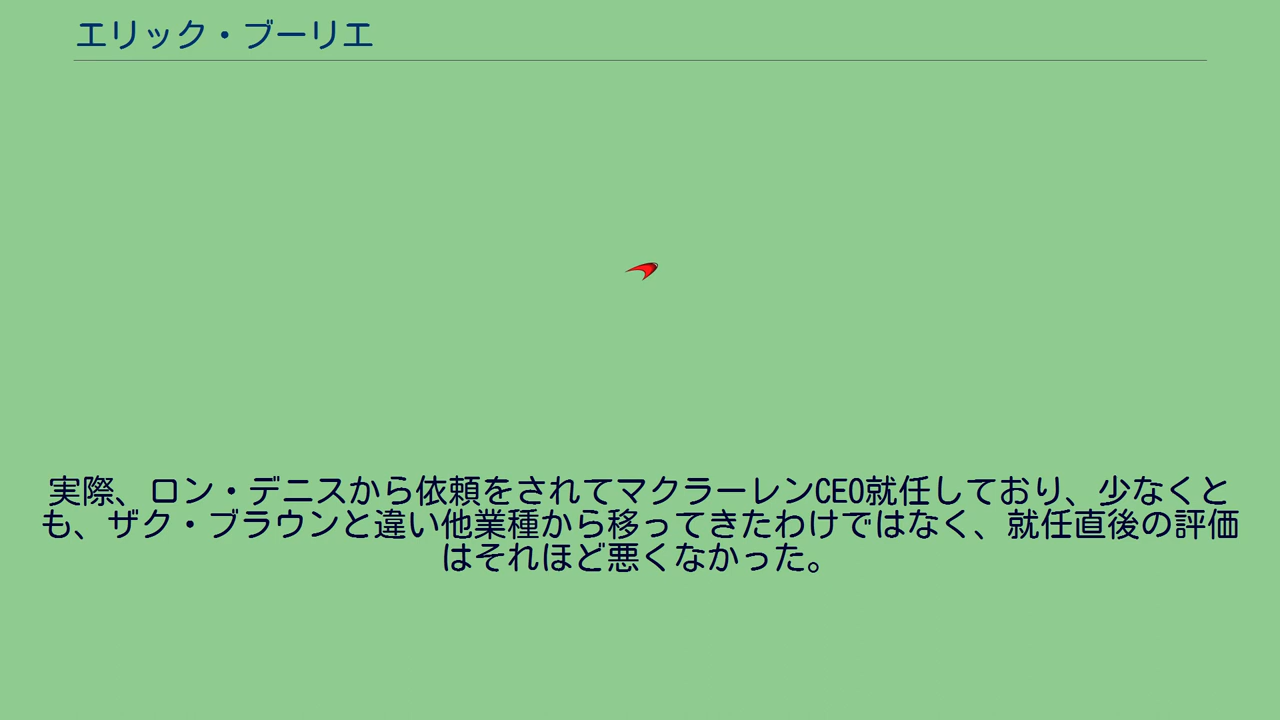 エリック・ブーリエ
実際、ロン・デニスから依頼をされてマクラーレンCEO就任しており、少なくと
も、ザク・ブラウンと違い他業種から移ってきたわけではなく、就任直後の評価
はそれほど悪くなかった。